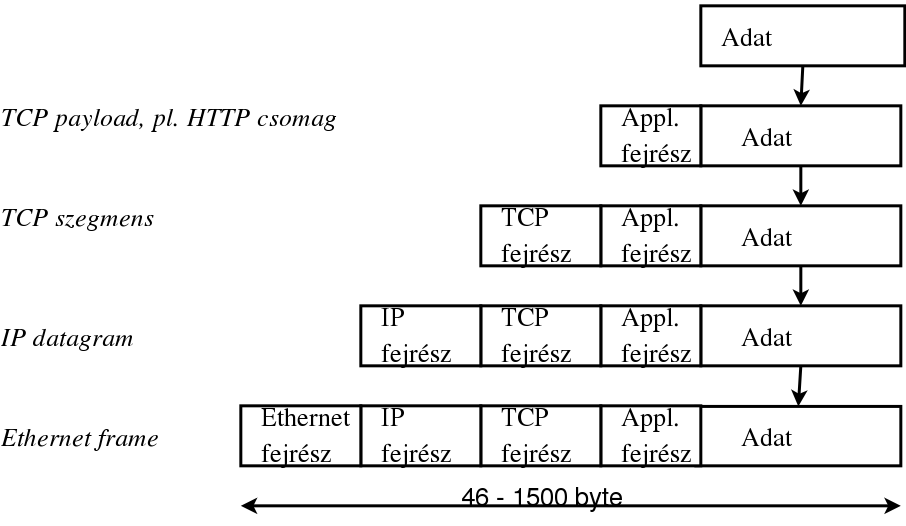 Adat
TCP payload, pl. HTTP csomag
Appl.
fejrész
Adat
TCP szegmens
TCP
fejrész
Appl.
fejrész
Adat
IP datagram
IP
fejrész
TCP
fejrész
Appl.
fejrész
Adat
Ethernet frame
Ethernet
fejrész
IP
fejrész
TCP
fejrész
Appl.
fejrész
Adat
46 - 1500 byte